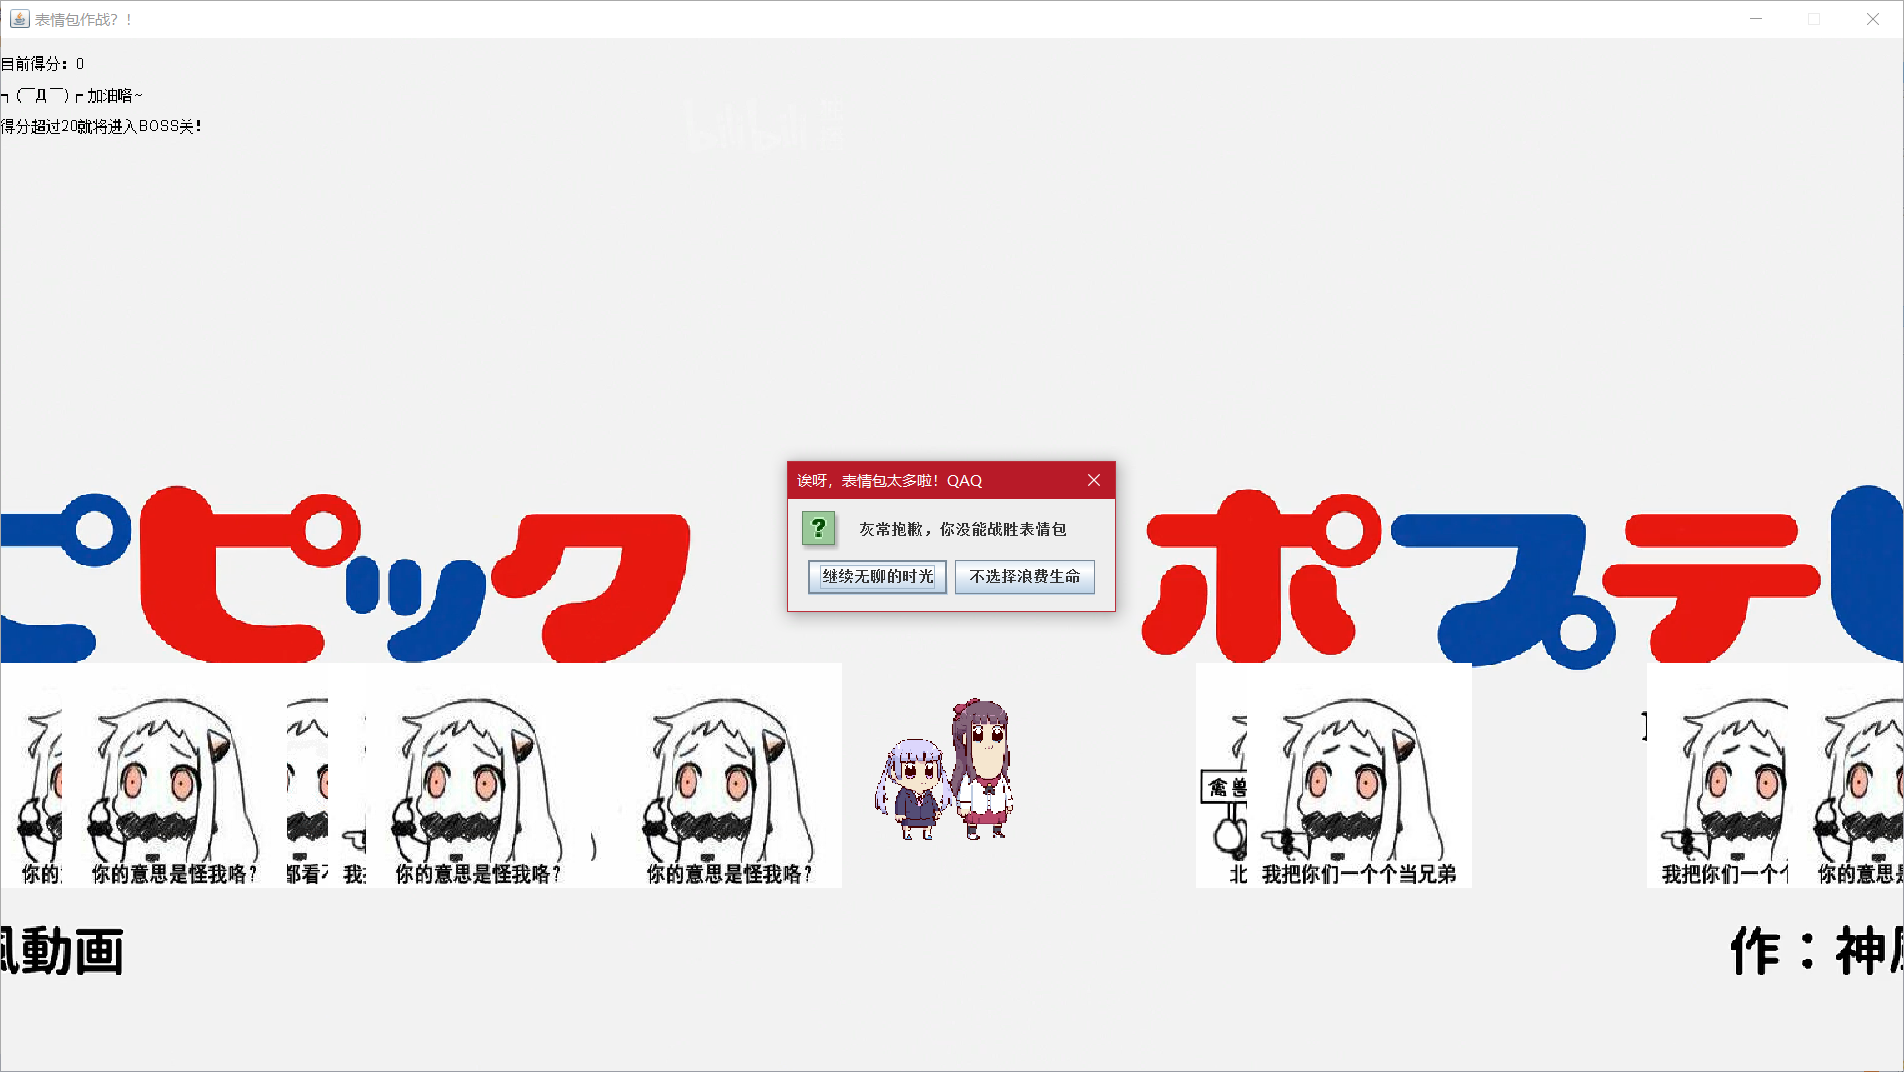 表情包作战？！
目前得分：0
┑(￣Д ￣)┍ 加油咯~
得分超过20就将进入BOSS关！
bilibili
诶呀，表情包太多啦！QAQ
灰常抱歉，你没能战胜表情包
继续无聊的时光
不选择浪费生命
ピック
ポプテ
禽兽
你的
你的意思是怪我咯？
都看
我
你的意思是怪我咯？
你的意思是怪我咯？
北
我把你们一个个当兄弟
我把你们一个
你的意思是
風動画
作：神